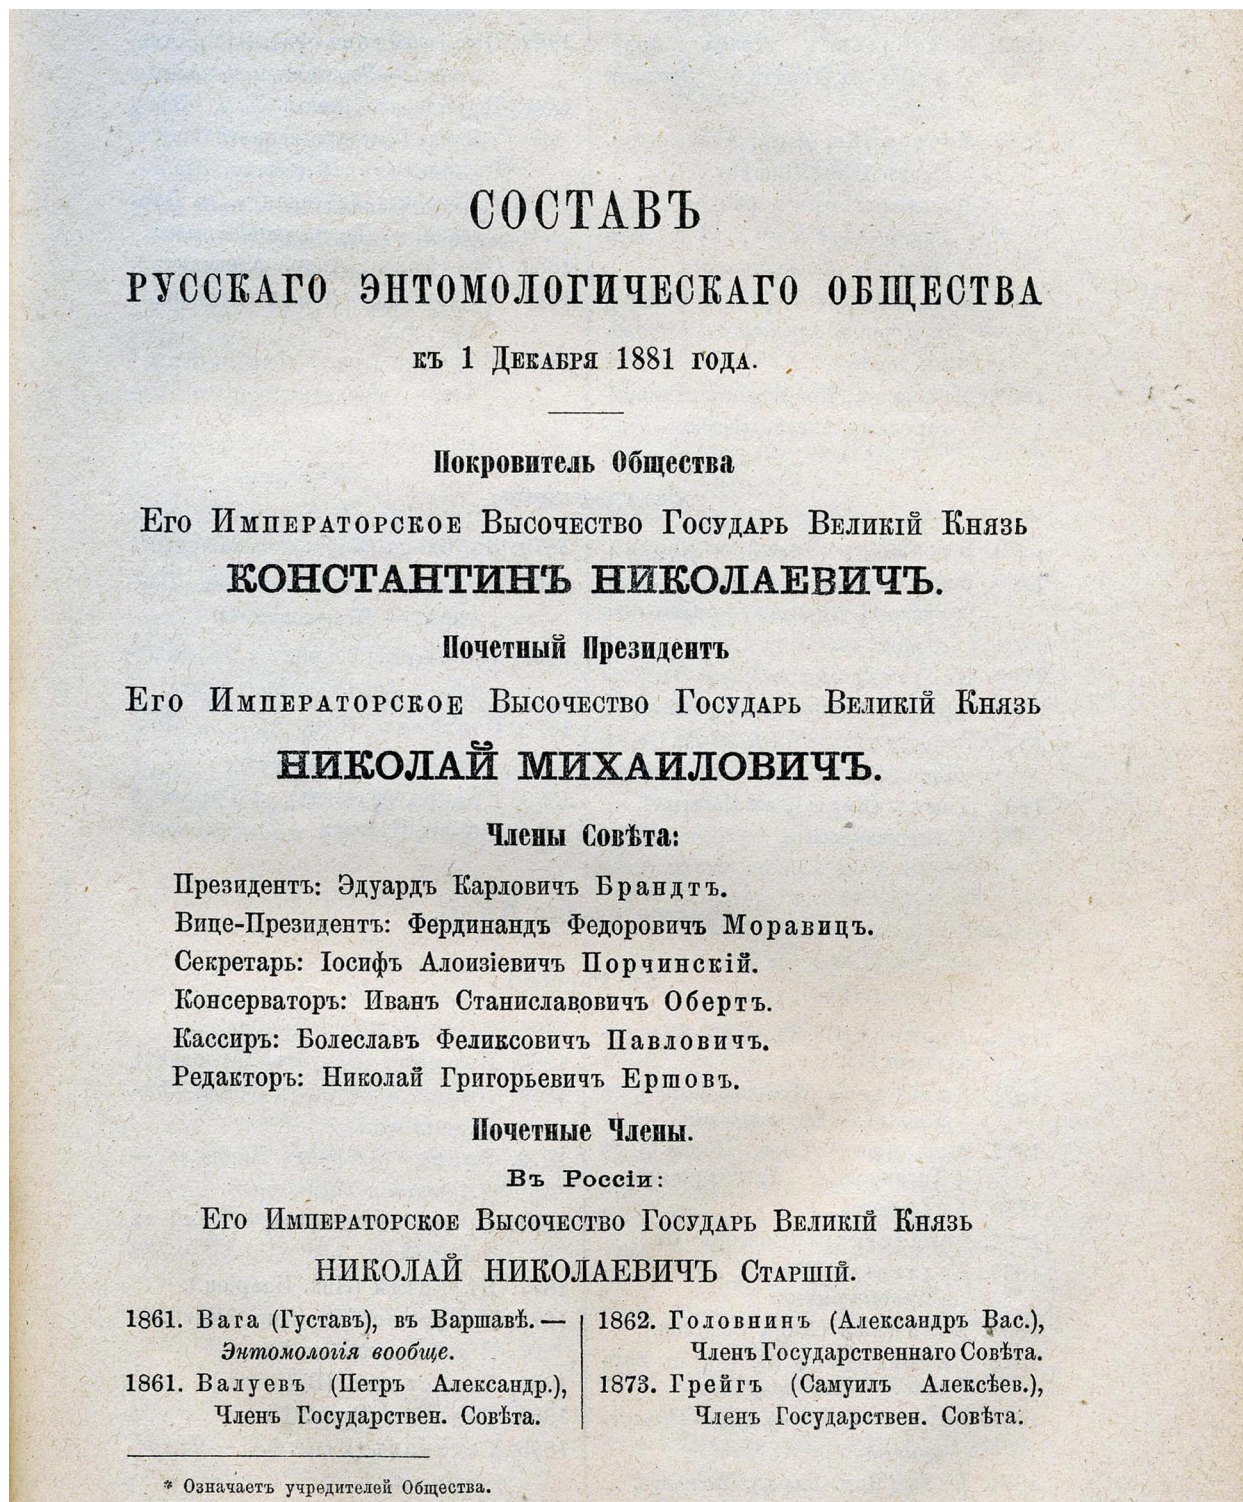 СОСТАВЪ
РУССКАГО ЭНТОМОЛОГИЧЕСКАГО ОБЩЕСТВА
къ 1 Декабря 1881 года.
Покровитель Общества
Его Императорское Высочество Государь Великій Князь
КОНСТАНТИНЪ НИКОЛАЕВИЧЪ.
Почетный Президентъ
Его Императорское Высочество Государь Великій Князь
НИКОЛАЙ МИХАИЛОВИЧЪ.
Члены Совѣта:
Президентъ: Эдуардъ Карловичъ Брандтъ.
Вице-Президентъ: Фердинандъ Федоровичъ Моравицъ.
Секретарь: Іосифъ Алоизіевичъ Порчинскій.
Консерваторъ: Иванъ Станиславовичъ Обертъ.
Кассиръ: Болеславъ Феликсовичъ Павловичъ.
Редакторъ: Николай Григорьевичъ Ершовъ.
Почетные Члены.
Въ Россіи:
Его Императорское Высочество Государь Великій Князь
НИКОЛАЙ НИКОЛАЕВИЧЪ Старшій.
1861. Вага (Густавъ), въ Варшавѣ.—
Энтомологія вообще.
1861. Валуевъ (Петръ Александр.),
Членъ Государствен. Совѣта.
1862. Головнинъ (Александръ Вас.),
Членъ Государственнаго Совѣта.
1873. Грейгъ (Самуилъ Алексѣев.),
Членъ Государствен. Совѣта.
* Означаетъ учредителей Общества.